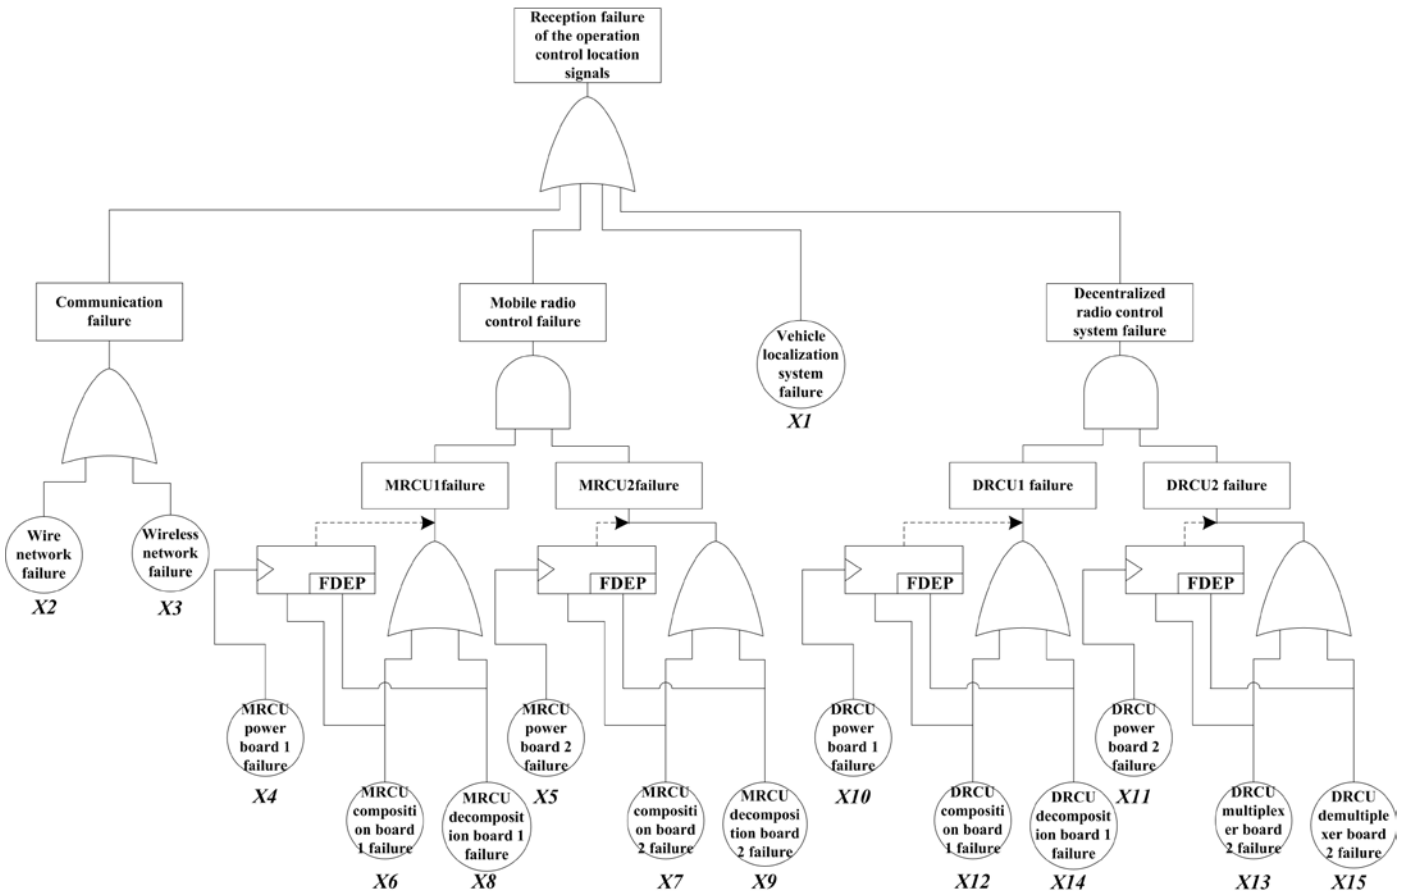 Reception failure
of the operation
control location
signals
Communication
failure
Mobile radio
control failure
Vehicle
localization
system
failure
X1
Decentralized
radio control
system failure
MRCU1failure
MRCU2failure
DRCU1 failure
DRCU2 failure
Wire
network
failure
X2
Wireless
network
failure
X3
FDEP
FDEP
FDEP
FDEP
MRCU
power
board 1
failure
X4
MRCU
compositi
on board
1 failure
X6
MRCU
decomposit
ion board 1
failure
X8
MRCU
power
board 2
failure
X5
MRCU
compositi
on board
2 failure
X7
MRCU
decomposi
tion board
2 failure
X9
DRCU
power
board 1
failure
X10
DRCU
compositi
on board
1 failure
X12
DRCU
decomposit
ion board 1
failure
X14
DRCU
power
board 2
failure
X11
DRCU
multiplex
er board
2 failure
X13
DRCU
demultiple
xer board
2 failure
X15